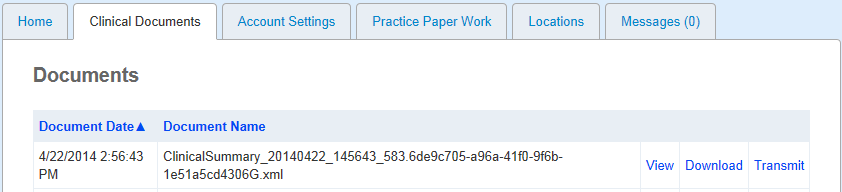 Home Clinical Documents Account Settings Practice Paper Work Locations Messages (0)
Documents
Document Date▲ Document Name
4/22/2014 2:56:43 PM ClinicalSummary_20140422_145643_583.6de9c705-a96a-41f0-9f6b-1e51a5cd4306G.xml View Download Transmit